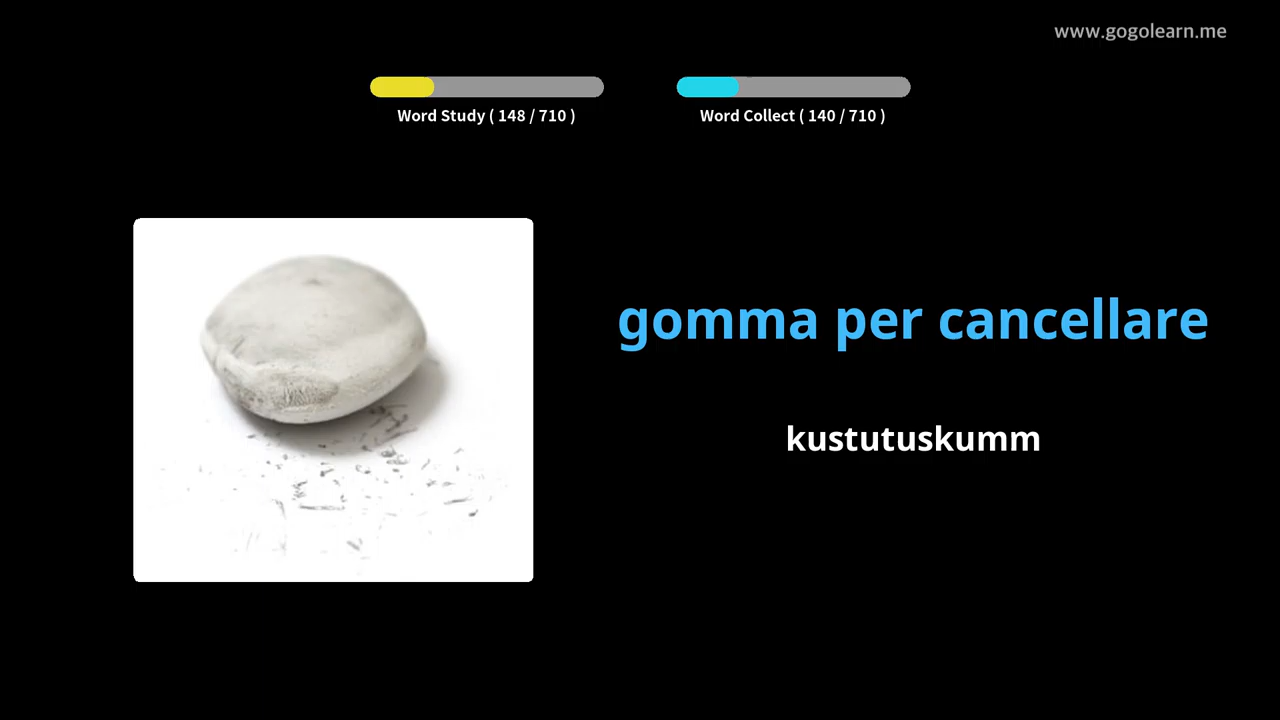 www.gogolearn.me
Word Study ( 148 / 710 )
Word Collect ( 140 / 710 )
gomma per cancellare
kustutuskumm